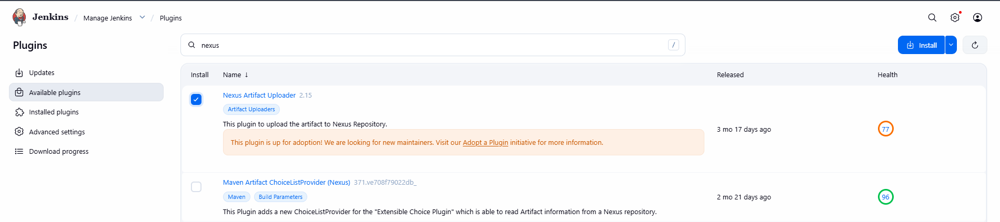 Jenkins / Manage Jenkins / Plugins
Plugins
nexus /
Install
Updates
Available plugins
Installed plugins
Advanced settings
Download progress
Install Name ↓ Released Health
Nexus Artifact Uploader 2.15
Artifact Uploaders
This plugin to upload the artifact to Nexus Repository.
This plugin is up for adoption! We are looking for new maintainers. Visit our Adopt a Plugin initiative for more information.
3 mo 17 days ago
77
Maven Artifact ChoiceListProvider (Nexus) 371.ve708f79022db_
Maven Build Parameters
This Plugin adds a new ChoiceListProvider for the "Extensible Choice Plugin" which is able to read Artifact information from a Nexus repository.
2 mo 21 days ago
96